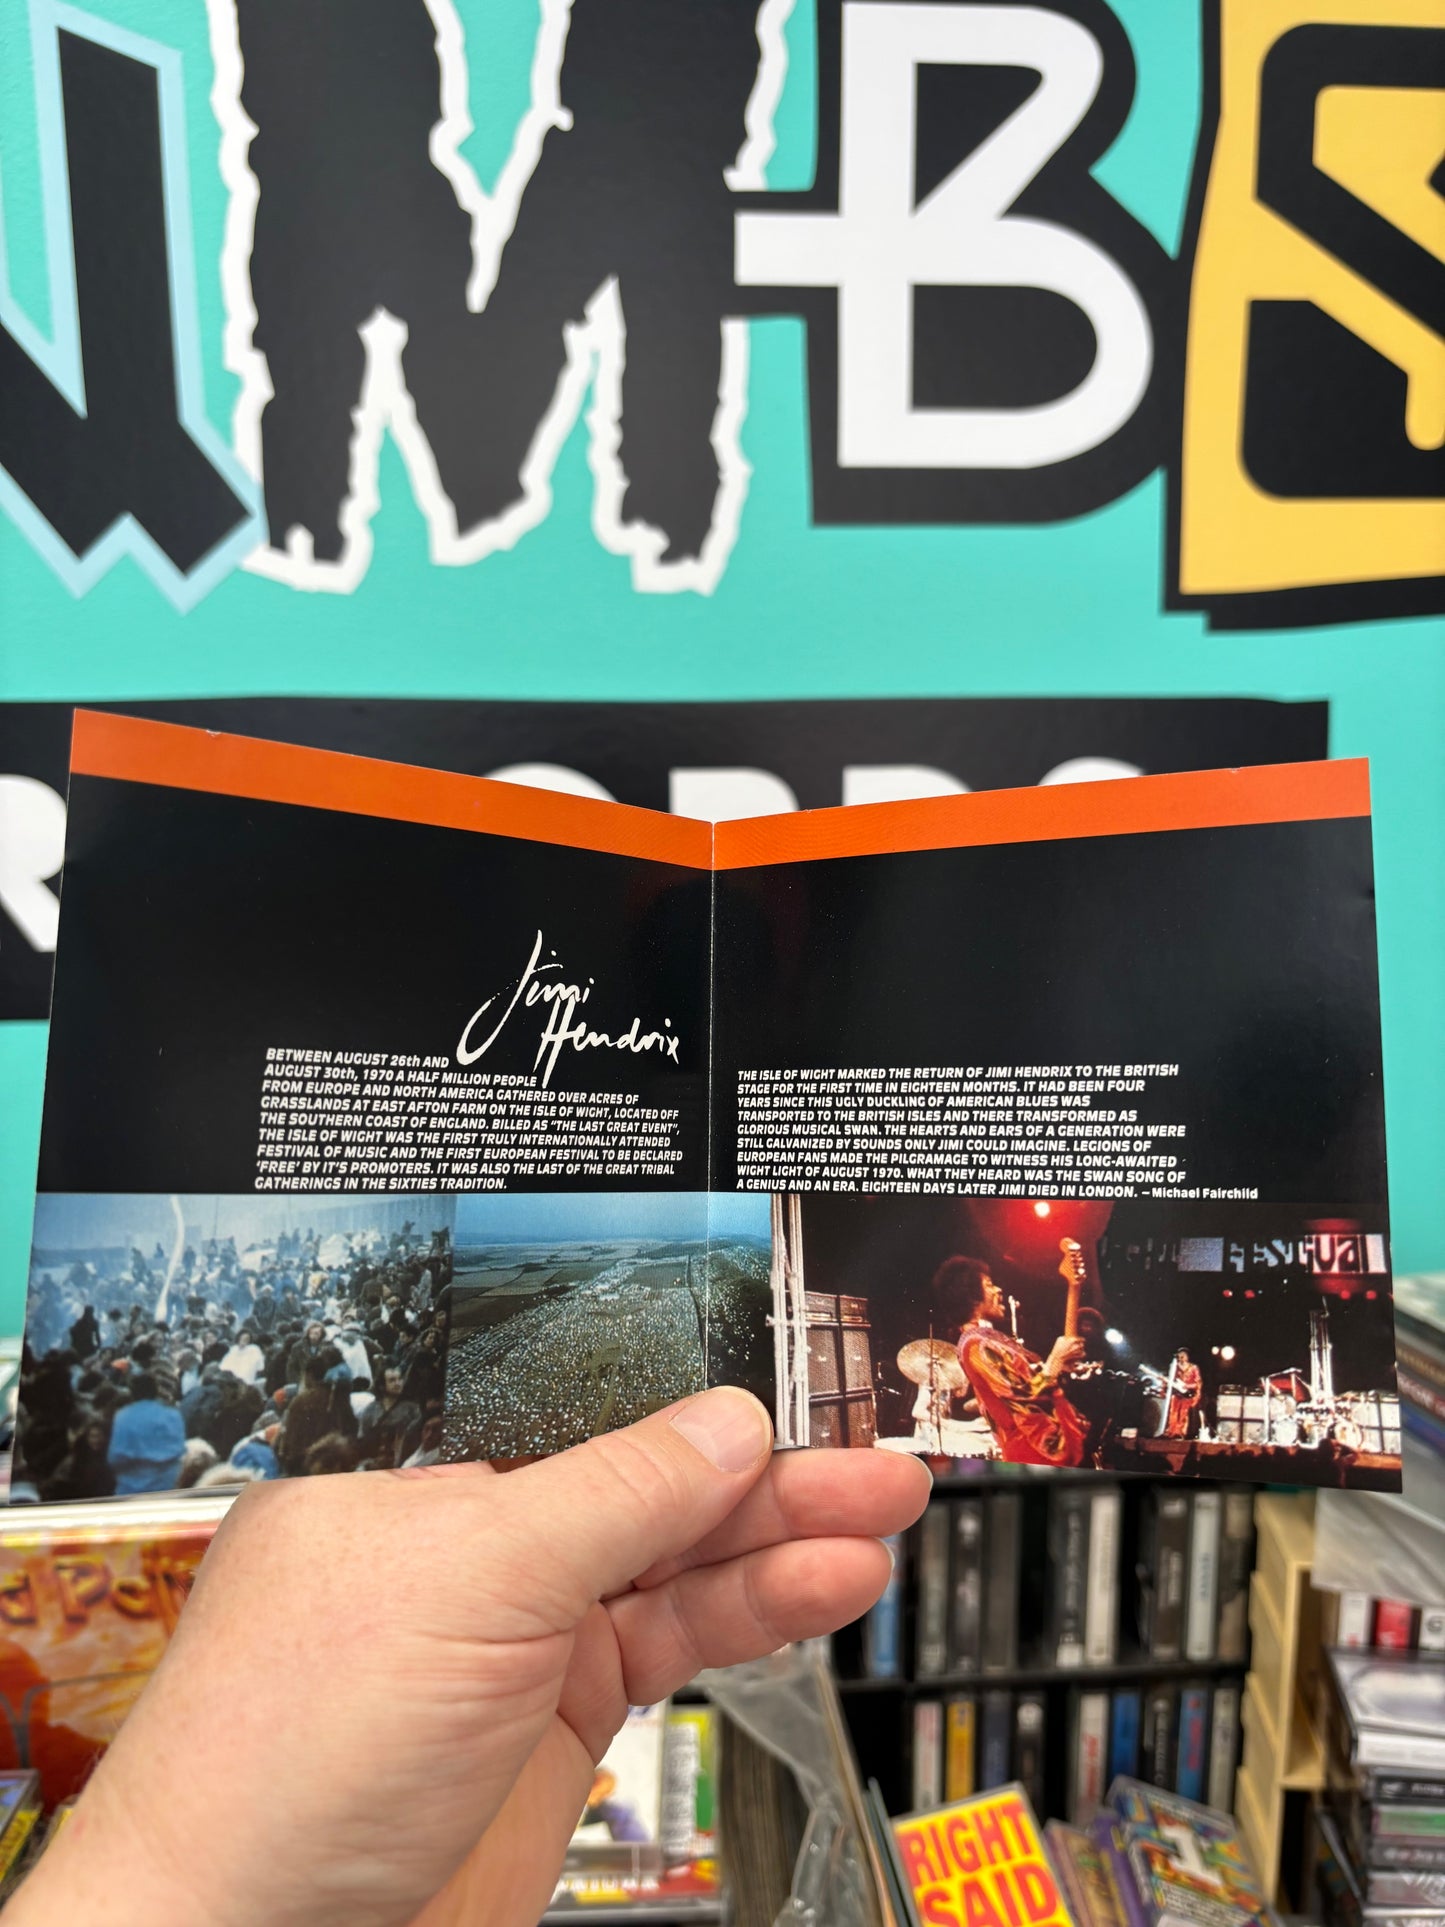 MBS
R
Jimi
Hendrix
BETWEEN AUGUST 26th AND
AUGUST 30th, 1970 A HALF MILLION PEOPLE
FROM EUROPE AND NORTH AMERICA GATHERED OVER ACRES OF
GRASSLANDS AT EAST AFTON FARM ON THE ISLE OF WIGHT, LOCATED OFF
THE SOUTHERN COAST OF ENGLAND. BILLED AS "THE LAST GREAT EVENT",
THE ISLE OF WIGHT WAS THE FIRST TRULY INTERNATIONALLY ATTENDED
FESTIVAL OF MUSIC AND THE FIRST EUROPEAN FESTIVAL TO BE DECLARED
'FREE' BY IT'S PROMOTERS. IT WAS ALSO THE LAST OF THE GREAT TRIBAL
GATHERINGS IN THE SIXTIES TRADITION.
THE ISLE OF WIGHT MARKED THE RETURN OF JIMI HENDRIX TO THE BRITISH
STAGE FOR THE FIRST TIME IN EIGHTEEN MONTHS. IT HAD BEEN FOUR
YEARS SINCE THIS UGLY DUCKLING OF AMERICAN BLUES WAS
TRANSPORTED TO THE BRITISH ISLES AND THERE TRANSFORMED AS
GLORIOUS MUSICAL SWAN. THE HEARTS AND EARS OF A GENERATION WERE
STILL GALVANIZED BY SOUNDS ONLY JIMI COULD IMAGINE. LEGIONS OF
EUROPEAN FANS MADE THE PILGRAMAGE TO WITNESS HIS LONG-AWAITED
WIGHT LIGHT OF AUGUST 1970. WHAT THEY HEARD WAS THE SWAN SONG OF
A GENIUS AND AN ERA. EIGHTEEN DAYS LATER JIMI DIED IN LONDON. – Michael Fairchild
FESTIVAL
RIGHT
SAID